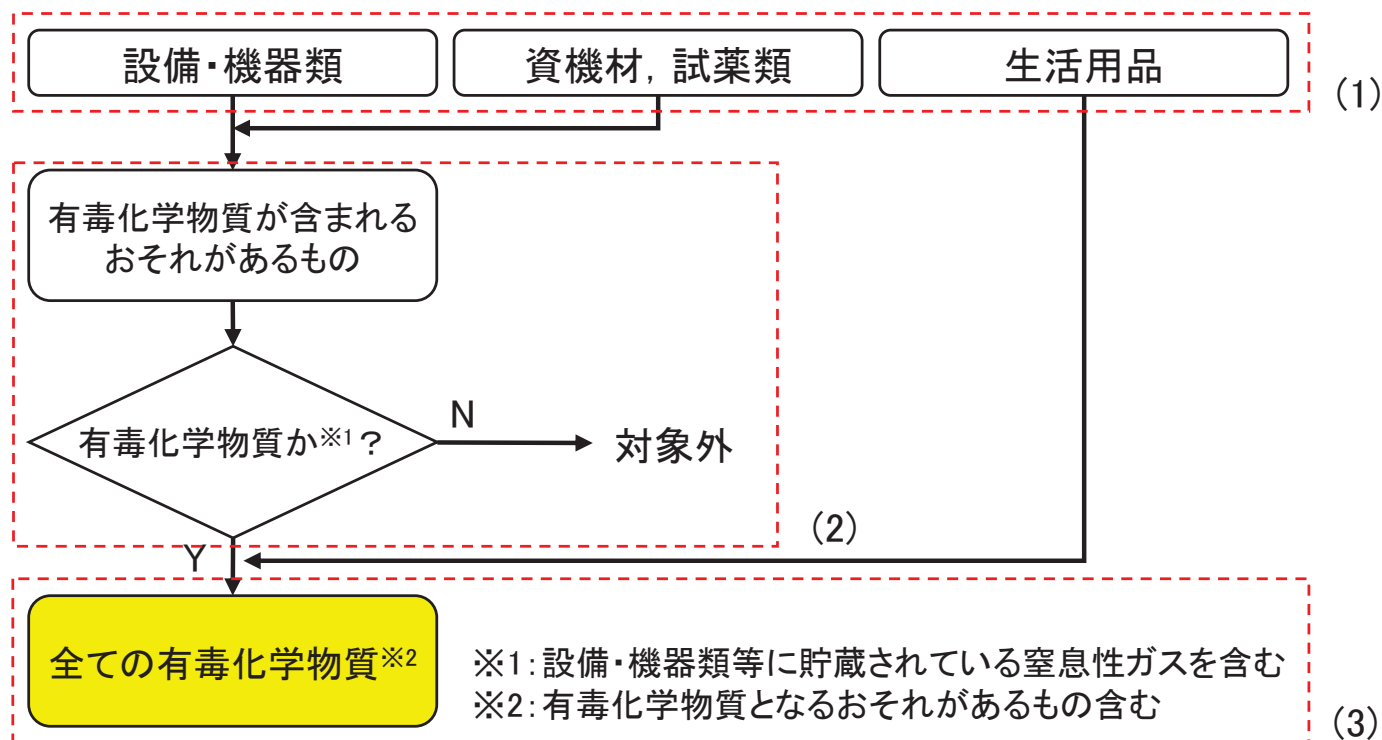 設備・機器類
資機材，試薬類
生活用品
(1)
有毒化学物質が含まれる
おそれがあるもの
有毒化学物質か※1？
N
対象外
(2)
Y
全ての有毒化学物質※2
※1：設備・機器類等に貯蔵されている窒息性ガスを含む
※2：有毒化学物質となるおそれがあるもの含む
(3)